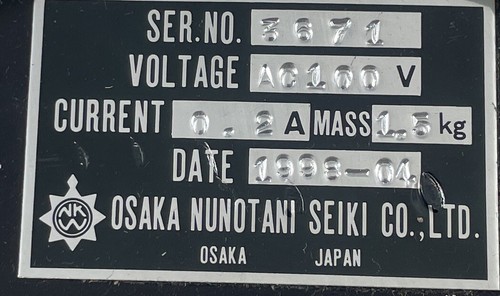 SER.NO. 3671
VOLTAGE AC100 V
CURRENT 0.2 A MASS 1.5 kg
DATE 1998-04
NKW
OSAKA NUNOTANI SEIKI CO.,LTD.
OSAKA JAPAN